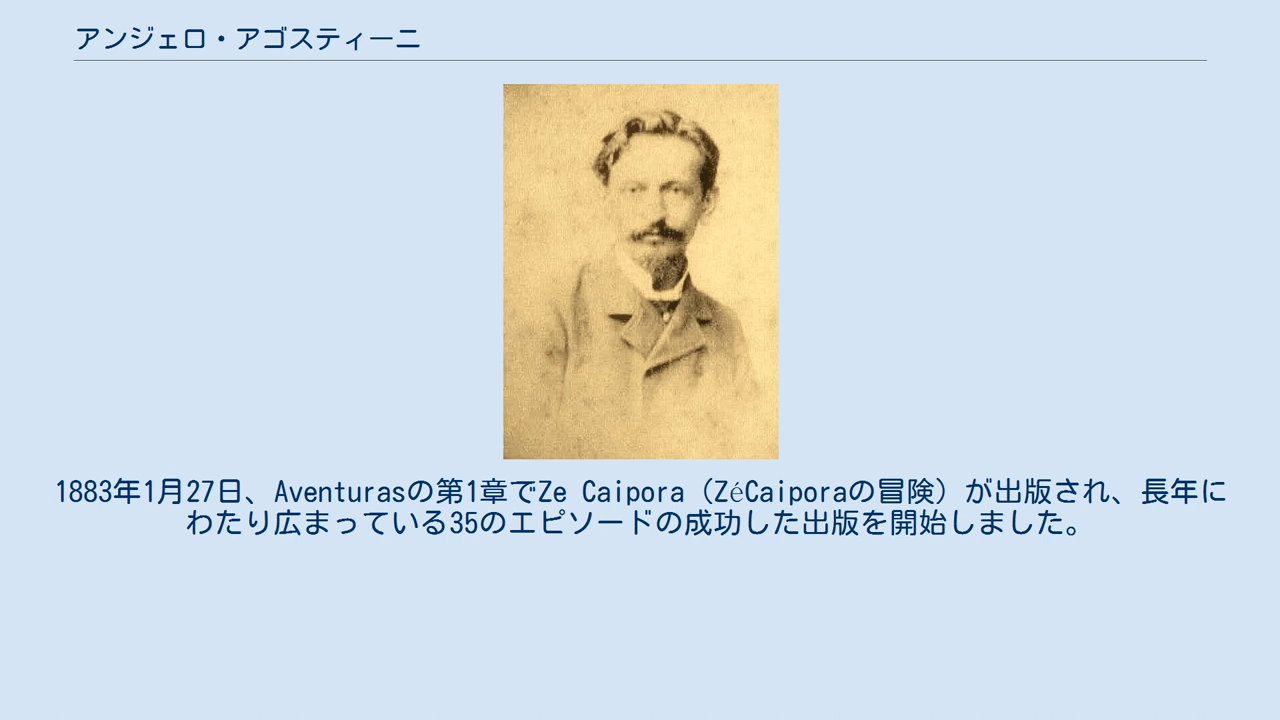 アンジェロ・アゴスティーニ
1883年1月27日、Aventurasの第1章でZe Caipora（ZéCaiporaの冒険）が出版され、長年に
わたり広まっている35のエピソードの成功した出版を開始しました。